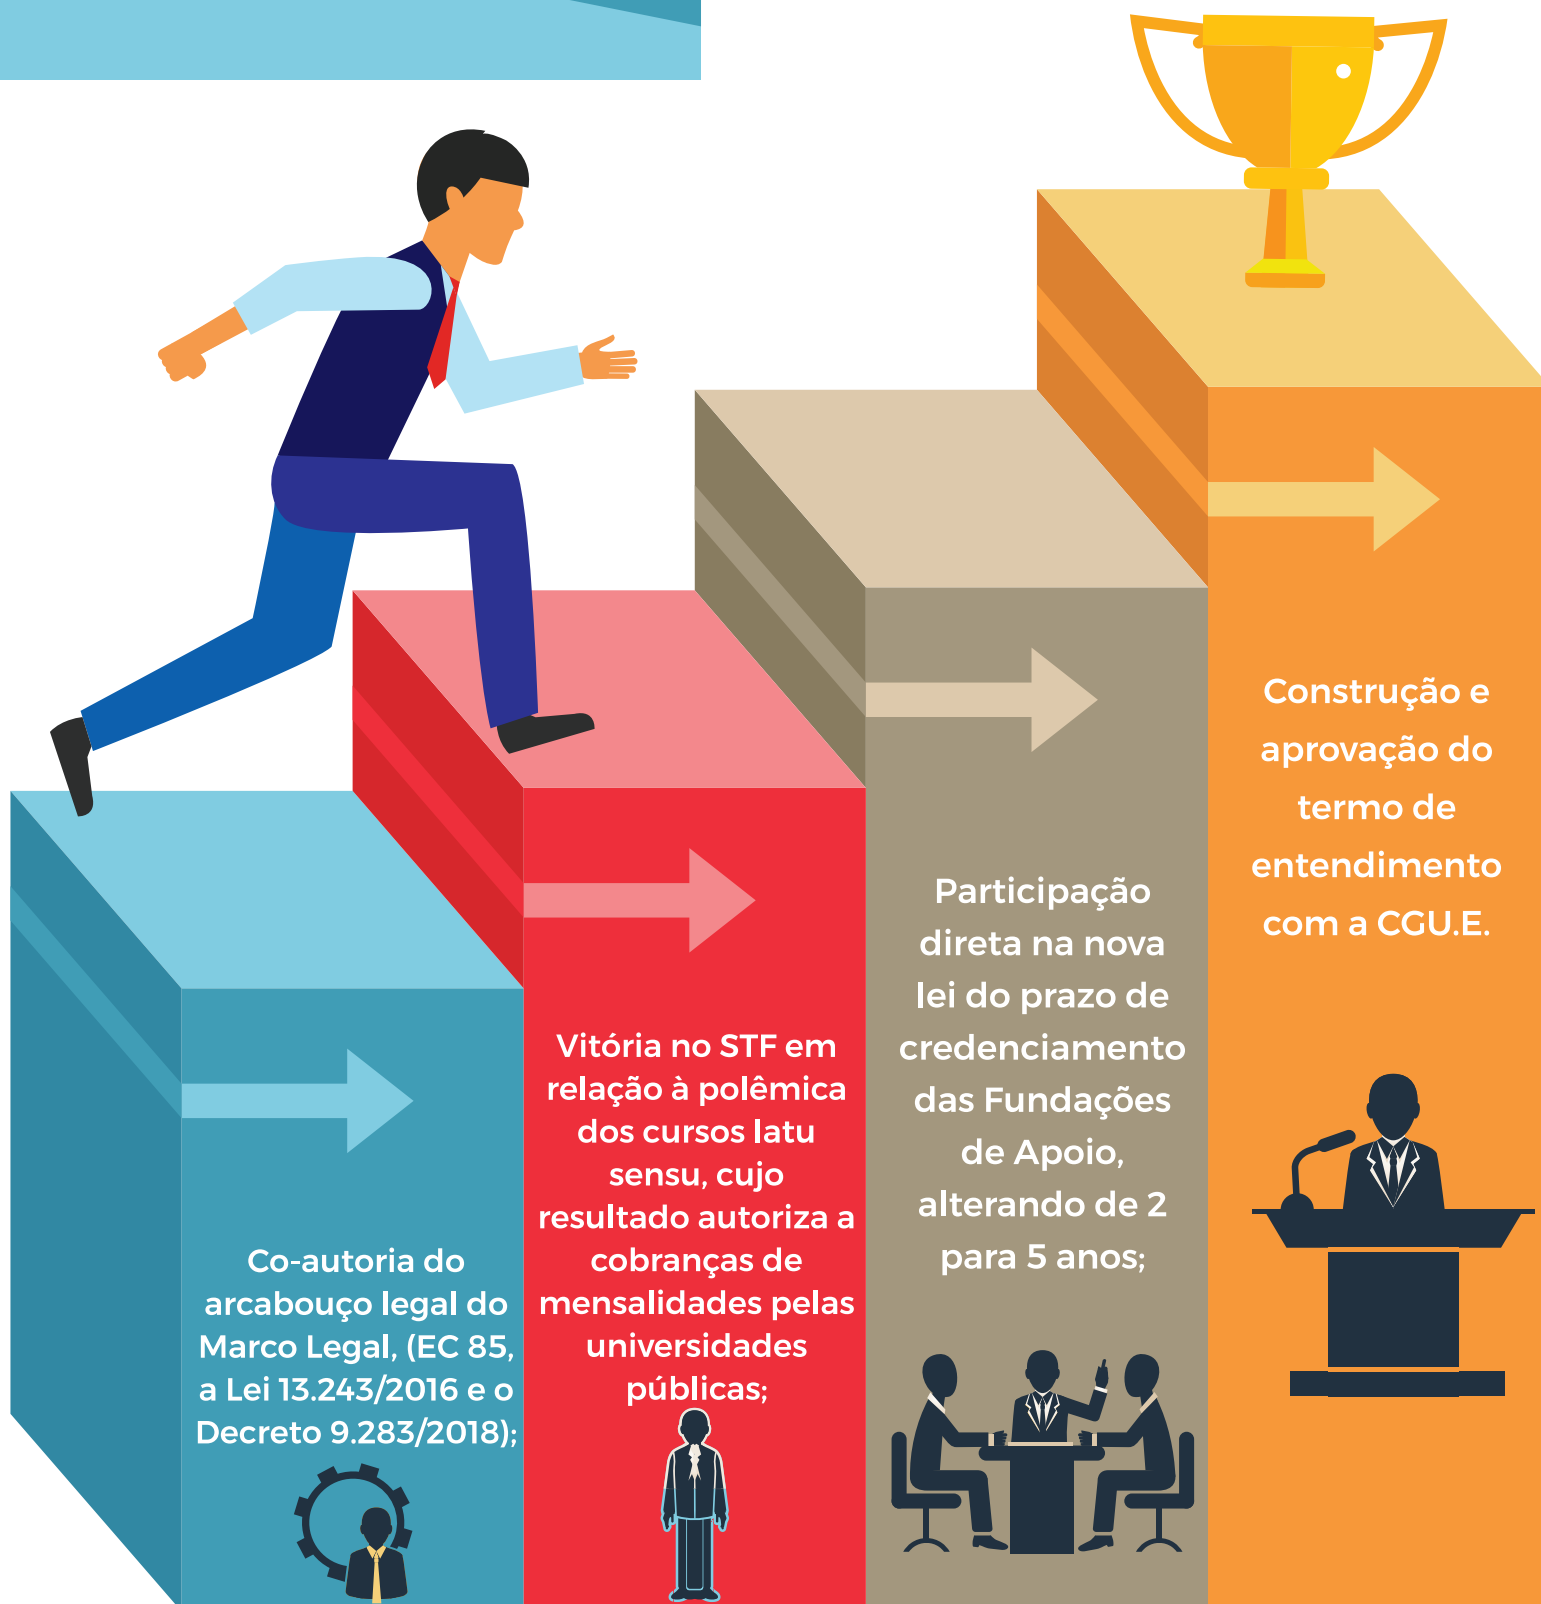 Co-autoria do
arcabouço legal do
Marco Legal, (EC 85,
a Lei 13.243/2016 e o
Decreto 9.283/2018);
Vitória no STF em
relação à polêmica
dos cursos latu
sensu, cujo
resultado autoriza a
cobranças de
mensalidades pelas
universidades
públicas;
Participação
direta na nova
lei do prazo de
credenciamento
das Fundações
de Apoio,
alterando de 2
para 5 anos;
Construção e
aprovação do
termo de
entendimento
com a CGU.E.